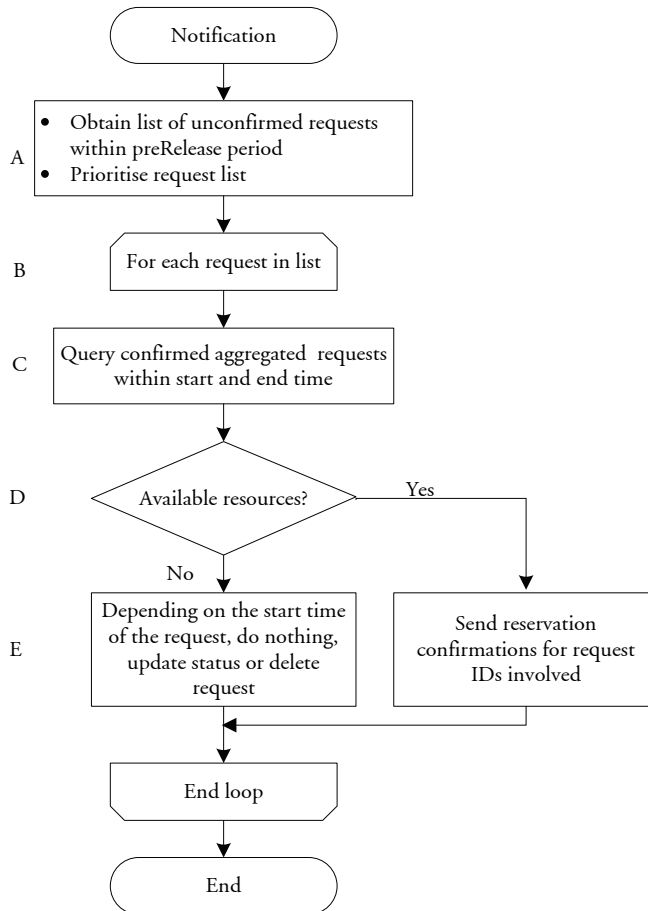 Notification
A
• Obtain list of unconfirmed requests
within preRelease period
• Prioritise request list
B
For each request in list
C
Query confirmed aggregated requests
within start and end time
D
Available resources?
Yes
No
E
Depending on the start time
of the request, do nothing,
update status or delete
request
Send reservation
confirmations for request
IDs involved
End loop
End